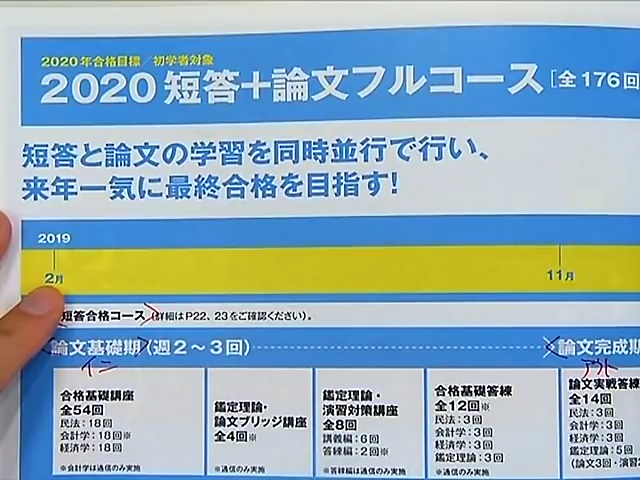 2020年合格目標／初学者対象
2020 短答＋論文フルコース［全176回
短答と論文の学習を同時並行で行い、
来年一気に最終合格を目指す！
2019
2月
11月
短答合格コース（詳細はP22、23をご確認ください）。
論文基礎期（週2～3回）
論文完成期
イン
アウト
合格基礎講座
全54回
民法：18回
会計学：18回※
経済学：18回
※会計学は通信のみ実施
鑑定理論・
論文ブリッジ講座
全4回※
※通信のみ実施
鑑定理論・
演習対策講座
全8回
講義編：6回
答練編：2回※
※答練編は通信のみ実施
合格基礎答練
全12回※
民法：3回
会計学：3回
経済学：3回
鑑定理論：3回
※通信のみ実施
論文実戦答練
全14回
民法：3回
会計学：3回
経済学：3回
鑑定理論：5回
（論文3回・演習2